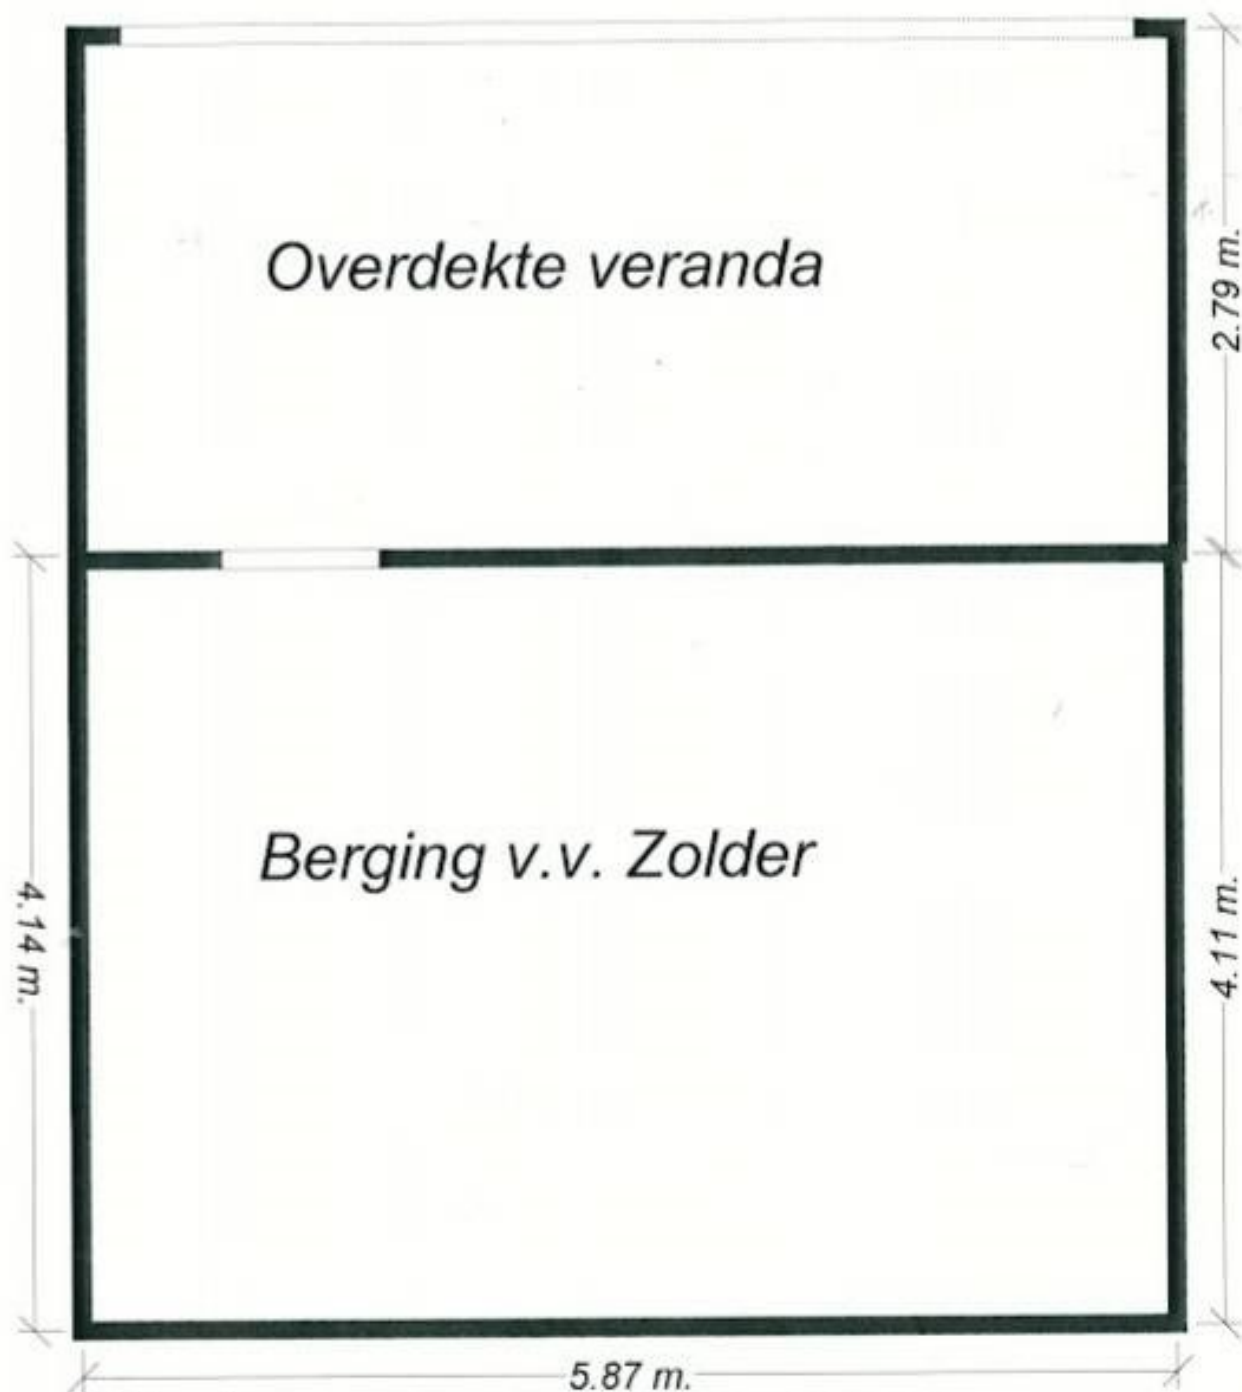 Overdekte veranda
2.79 m.
Berging v.v. Zolder
4.14 m.
4.11 m.
5.87 m.